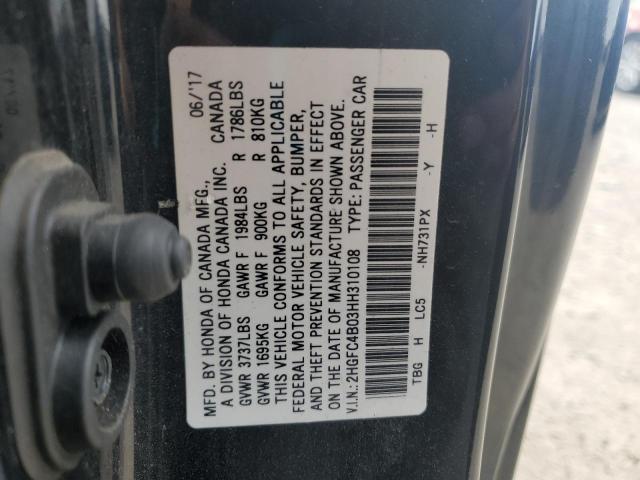 MFD. BY HONDA OF CANADA MFG., 06/'17
A DIVISION OF HONDA CANADA INC. CANADA
GVWR 3737LBS GAWR F 1984LBS R 1786LBS
GVWR 1695KG GAWR F 900KG R 810KG
THIS VEHICLE CONFORMS TO ALL APPLICABLE
FEDERAL MOTOR VEHICLE SAFETY, BUMPER,
AND THEFT PREVENTION STANDARDS IN EFFECT
ON THE DATE OF MANUFACTURE SHOWN ABOVE.
V.I.N.: 2HGFC4B03HH310108 TYPE: PASSENGER CAR
TBG H LC5 -NH731PX -Y -H